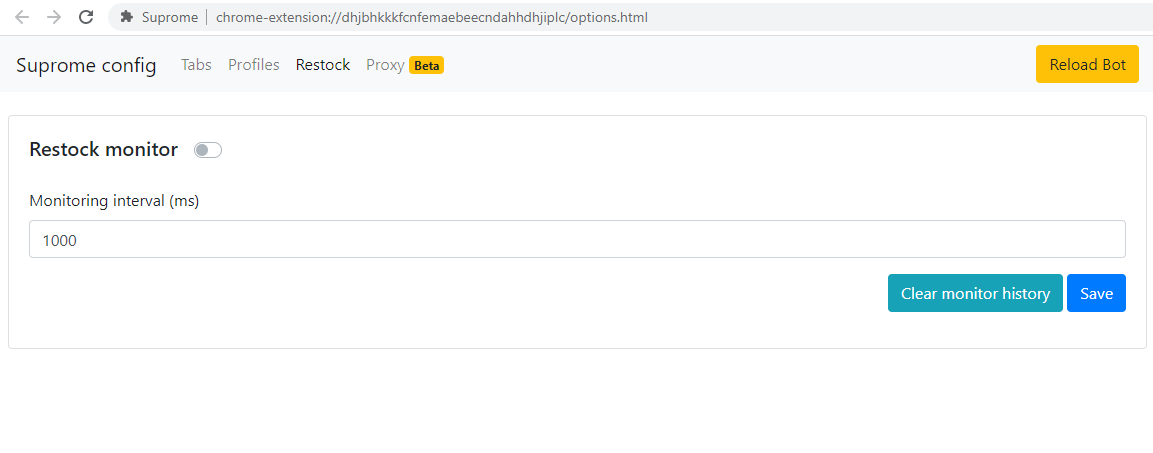 Suprome chrome-extension://dhjbhkkkfcnfemaebeecndahhdhjiplc/options.html
Suprome config Tabs Profiles Restock Proxy Beta Reload Bot
Restock monitor
Monitoring interval (ms)
1000
Clear monitor history Save